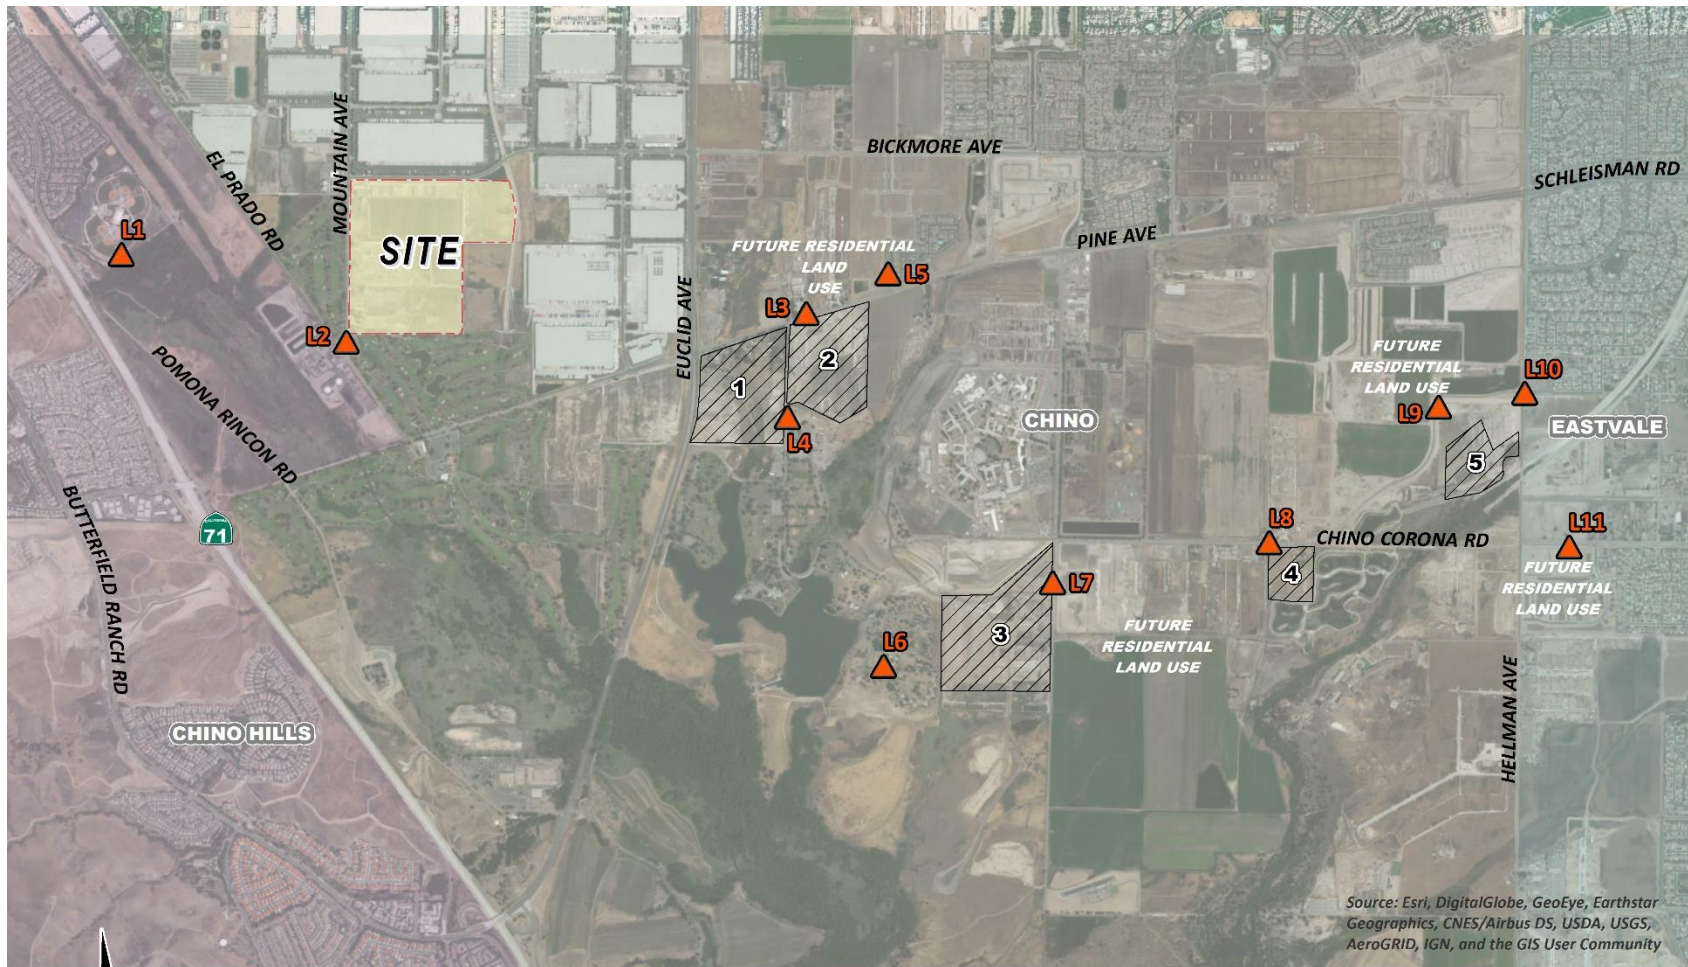 MOUNTAIN AVE
EL PRADO RD
BICKMORE AVE
SCHLEISMAN RD
L1
SITE
PINE AVE
FUTURE RESIDENTIAL
LAND
USE
L5
L3
L2
EUCLID AVE
POMONA RINCON RD
1
2
L4
CHINO
FUTURE
RESIDENTIAL
LAND USE
L10
L9
EASTVALE
5
BUTTERFIELD RANCH RD
CALIFORNIA
71
L8
CHINO CORONA RD
L11
4
FUTURE
RESIDENTIAL
LAND USE
L7
3
L6
FUTURE
RESIDENTIAL
LAND USE
HELLMAN AVE
CHINO HILLS
Source: Esri, DigitalGlobe, GeoEye, Earthstar
Geographics, CNES/Airbus DS, USDA, USGS,
AeroGRID, IGN, and the GIS User Community